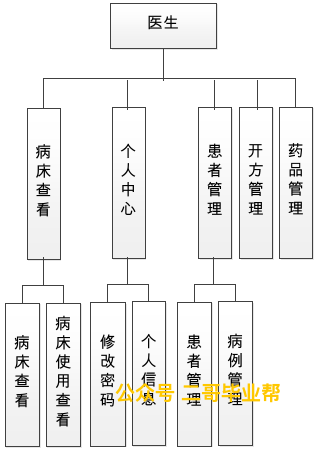 医生
病床查看
个人中心
患者管理
开方管理
药品管理
病床查看
病床使用查看
修改密码
个人信息
患者管理
病例管理
公众号 二哥毕业帮